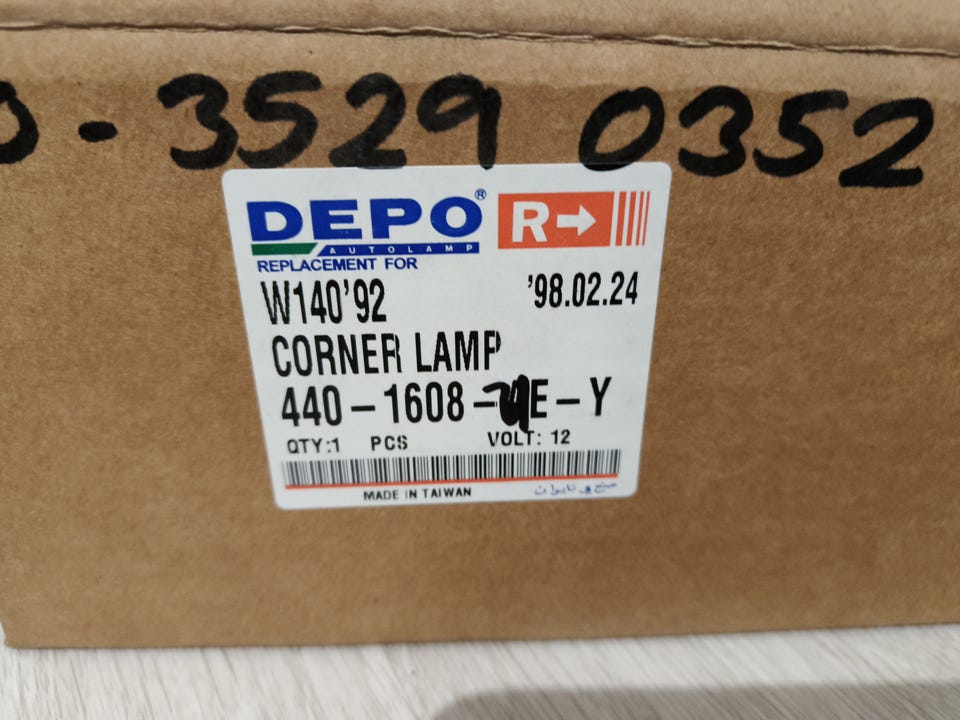 - 3529 0352
DEPO®
R→
AUTOLAMP
REPLACEMENT FOR
W140'92
'98.02.24
CORNER LAMP
440-1608- E-Y
QTY:1 PCS VOLT: 12
MADE IN TAIWAN صنع في تايوان